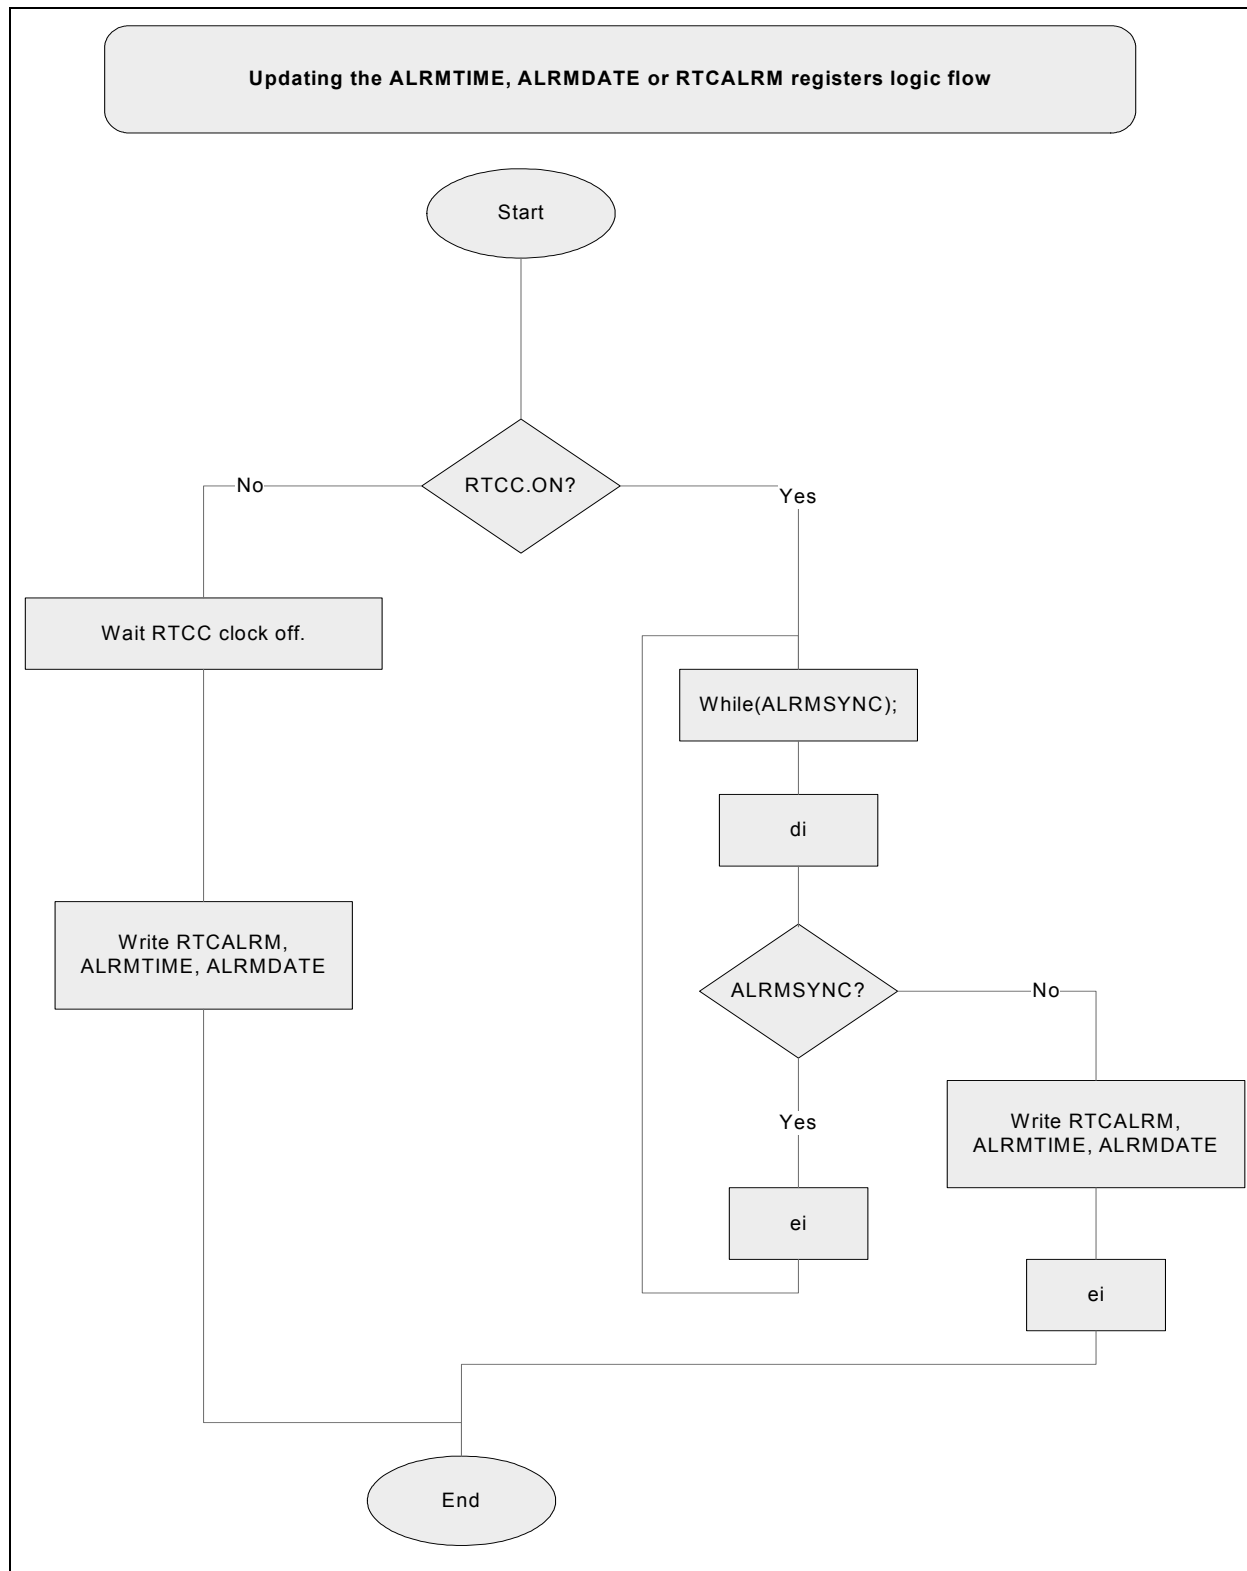 Updating the ALRMTIME, ALRMDATE or RTCALRM registers logic flow
Start
RTCC.ON?
No
Yes
Wait RTCC clock off.
While(ALRMSYNC);
di
Write RTCALRM,
ALRMTIME, ALRMDATE
ALRMSYNC?
No
Yes
Write RTCALRM,
ALRMTIME, ALRMDATE
ei
ei
End